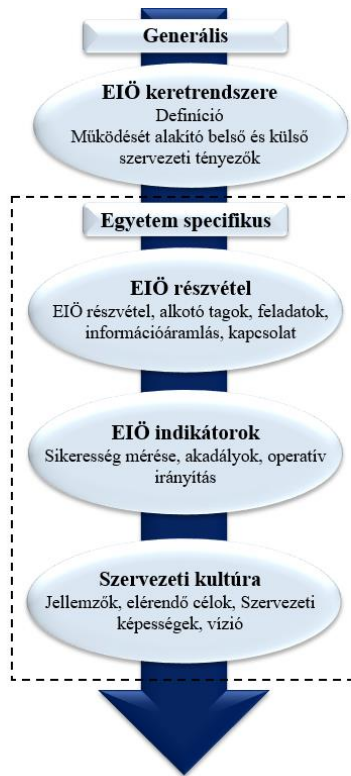 Generális
EIÖ keretrendszere
Definíció
Működését alakító belső és külső
szervezeti tényezők
Egyetem specifikus
EIÖ részvétel
EIÖ részvétel, alkotó tagok, feladatok,
információáramlás, kapcsolat
EIÖ indikátorok
Sikeresség mérése, akadályok, operatív
irányítás
Szervezeti kultúra
Jellemzők, elérendő célok, Szervezeti
képességek, vízió